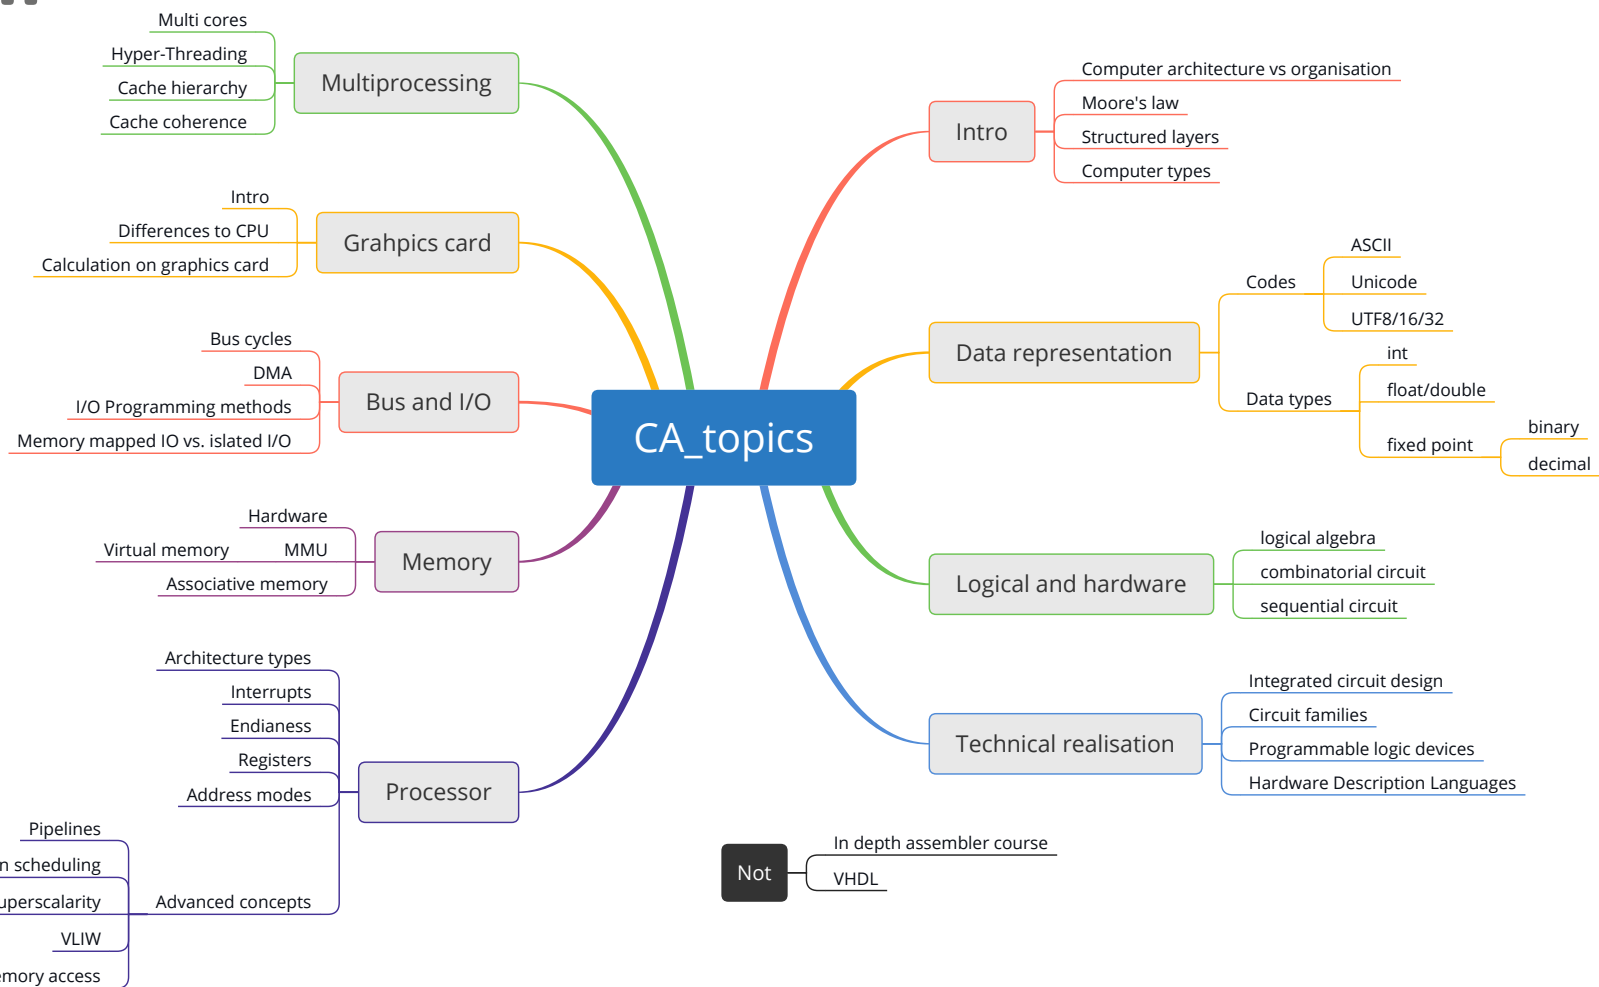 CA_topics
Intro
Computer architecture vs organisation
Moore's law
Structured layers
Computer types
Data representation
Codes
ASCII
Unicode
UTF8/16/32
Data types
int
float/double
fixed point
binary
decimal
Logical and hardware
logical algebra
combinatorial circuit
sequential circuit
Technical realisation
Integrated circuit design
Circuit families
Programmable logic devices
Hardware Description Languages
Multiprocessing
Multi cores
Hyper-Threading
Cache hierarchy
Cache coherence
Grahpics card
Intro
Differences to CPU
Calculation on graphics card
Bus and I/O
Bus cycles
DMA
I/O Programming methods
Memory mapped IO vs. islated I/O
Memory
Hardware
MMU
Virtual memory
Associative memory
Processor
Architecture types
Interrupts
Endianess
Registers
Address modes
Advanced concepts
Pipelines
scheduling
VLIW
access
Not
In depth assembler course
VHDL